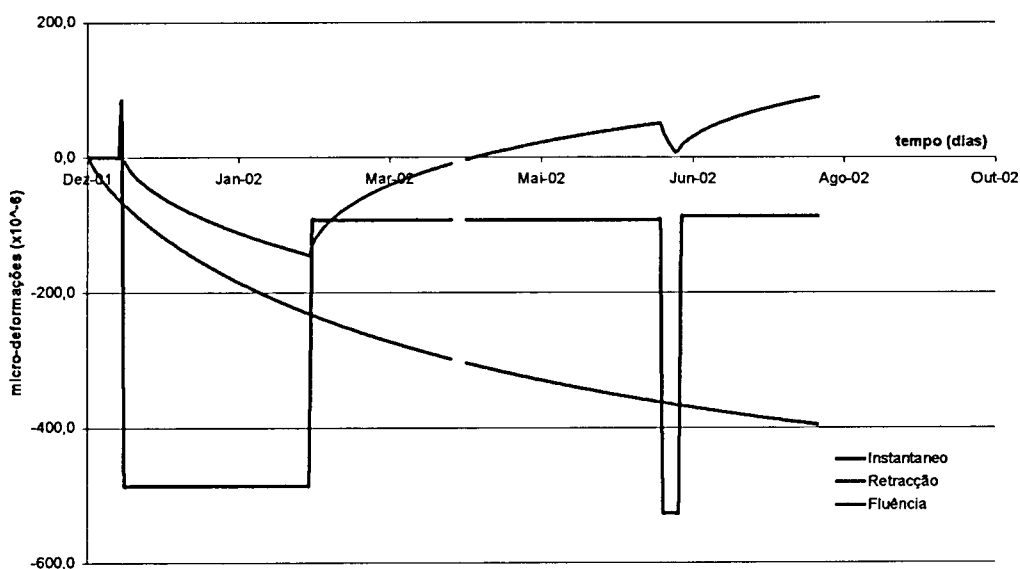 200,0
0,0
-200,0
-400,0
-600,0
micro-deformações (x10^-6)
tempo (dias)
Dez-01
Jan-02
Mar-02
Mai-02
Jun-02
Ago-02
Out-02
Instantaneo
Retracção
Fluência